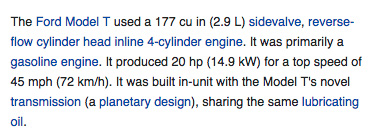 The Ford Model T used a 177 cu in (2.9 L) sidevalve, reverse-
flow cylinder head inline 4-cylinder engine. It was primarily a
gasoline engine. It produced 20 hp (14.9 kW) for a top speed of
45 mph (72 km/h). It was built in-unit with the Model T's novel
transmission (a planetary design), sharing the same lubricating
oil.